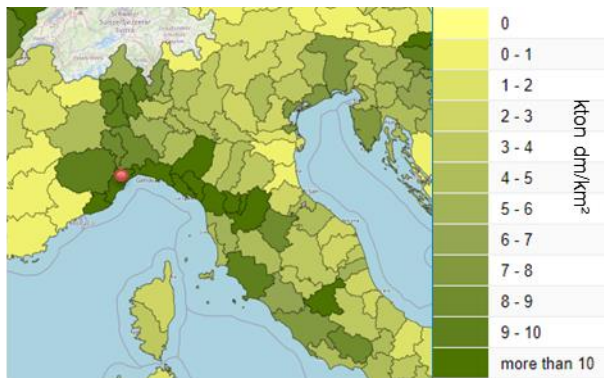 0
0 - 1
1 - 2
2 - 3
3 - 4
4 - 5
5 - 6
6 - 7
7 - 8
8 - 9
9 - 10
more than 10
kton dm/km²